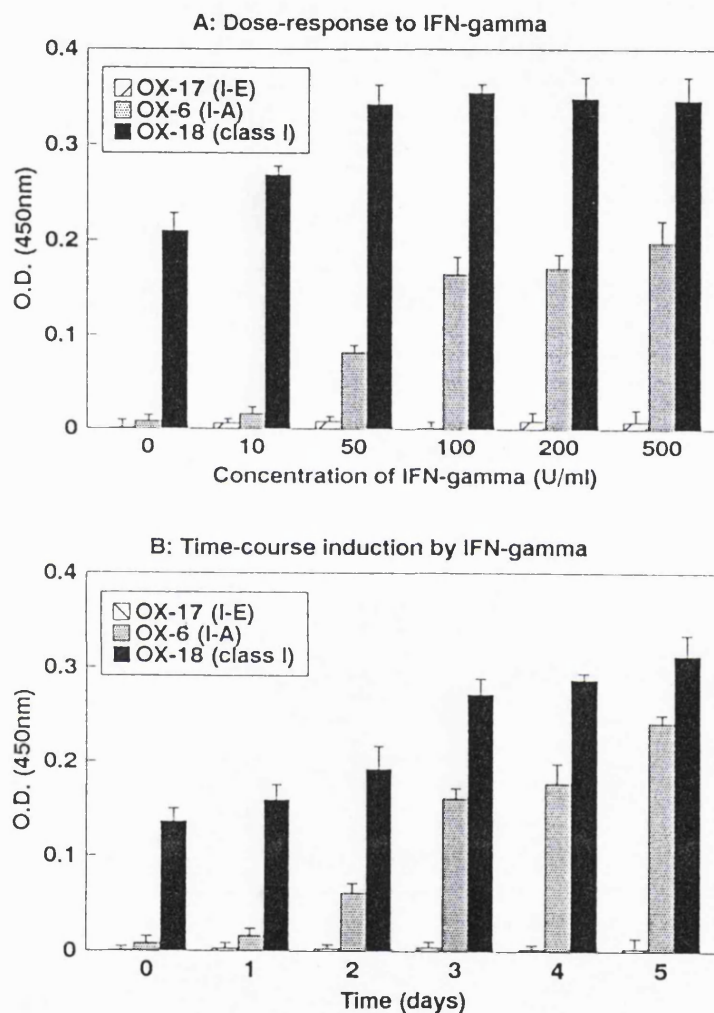 A: Dose-response to IFN-gamma
0.4
0.3
0.2
0.1
0
O.D. (450nm)
OX-17 (I-E)
OX-6 (I-A)
OX-18 (class I)
0 10 50 100 200 500
Concentration of IFN-gamma (U/ml)
B: Time-course induction by IFN-gamma
0.4
0.3
0.2
0.1
0
O.D. (450nm)
OX-17 (I-E)
OX-6 (I-A)
OX-18 (class I)
0 1 2 3 4 5
Time (days)